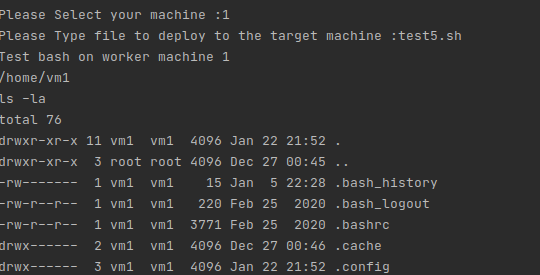 Please Select your machine :1
Please Type file to deploy to the target machine :test5.sh
Test bash on worker machine 1
/home/vm1
ls -la
total 76
drwxr-xr-x 11 vm1  vm1  4096 Jan 22 21:52 .
drwxr-xr-x  3 root root 4096 Dec 27 00:45 ..
-rw-------  1 vm1  vm1    15 Jan  5 22:28 .bash_history
-rw-r--r--  1 vm1  vm1   220 Feb 25  2020 .bash_logout
-rw-r--r--  1 vm1  vm1  3771 Feb 25  2020 .bashrc
drwx------  2 vm1  vm1  4096 Dec 27 00:46 .cache
drwx------  3 vm1  vm1  4096 Jan 22 21:52 .config